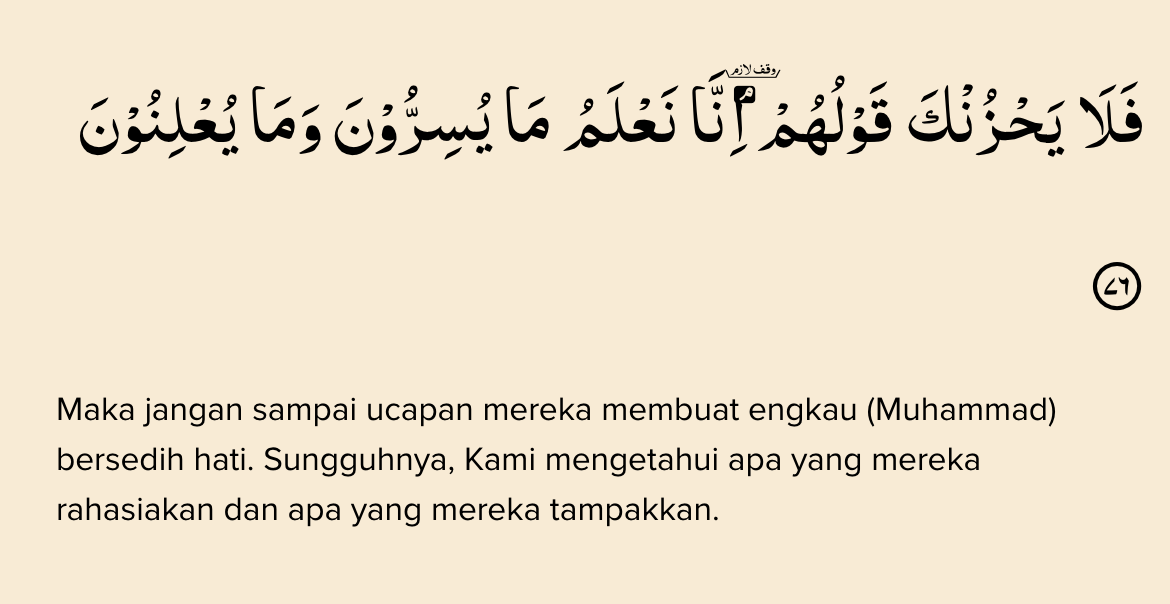 فَلَا يَحْزُنْكَ قَوْلُهُمْ ۘاِنَّا نَعْلَمُ مَا يُسِرُّوْنَ وَمَا يُعْلِنُوْنَ
وقف لازم
٧٦
Maka jangan sampai ucapan mereka membuat engkau (Muhammad)
bersedih hati. Sungguhnya, Kami mengetahui apa yang mereka
rahasiakan dan apa yang mereka tampakkan.